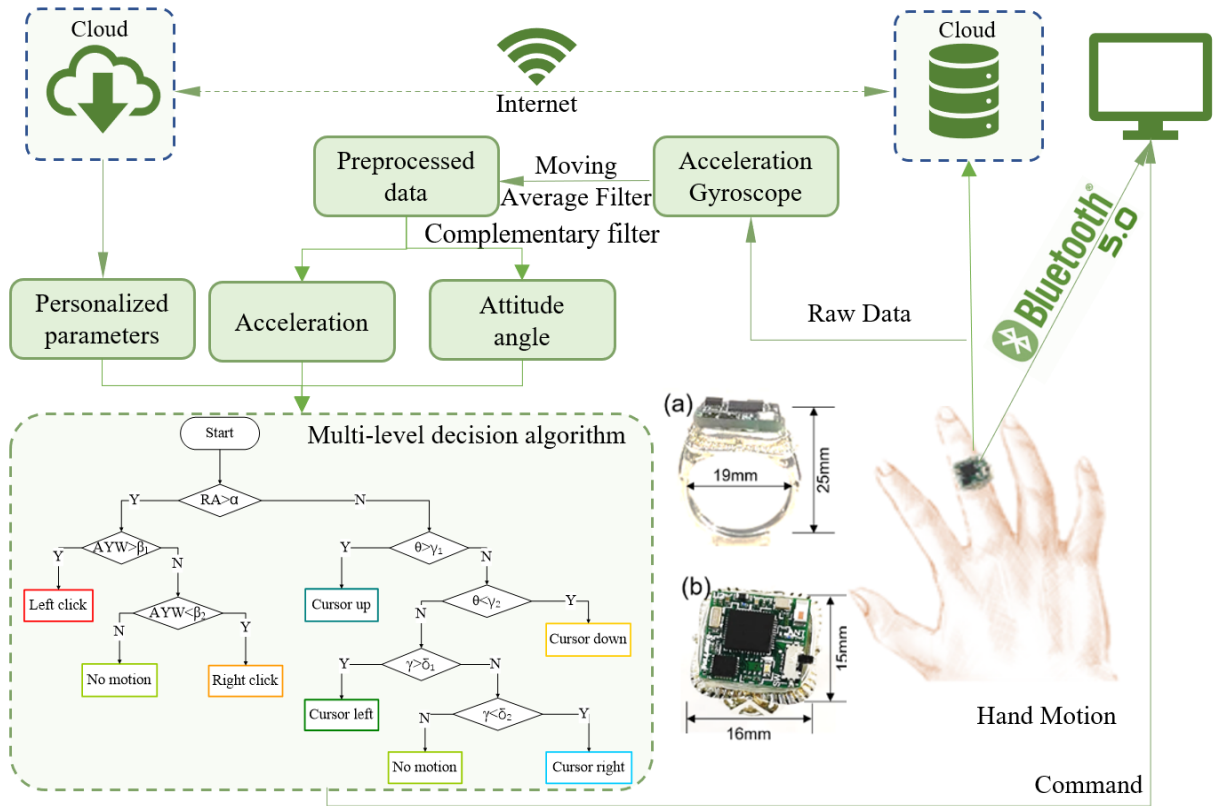 Cloud
Cloud
Internet
Preprocessed
data
Moving
Average Filter
Acceleration
Gyroscope
Complementary filter
Bluetooth®
5.0
Personalized
parameters
Acceleration
Attitude
angle
Raw Data
Multi-level decision algorithm
Start
Y
RA>α
N
Y
AYW>β1
N
Y
θ>γ1
N
Left click
AYW<β2
N
Y
Cursor up
θ<γ2
N
Y
No motion
Right click
Cursor down
Y
γ>δ1
N
Cursor left
γ<δ2
N
Y
No motion
Cursor right
(a)
19mm
25mm
(b)
15mm
16mm
Hand Motion
Command